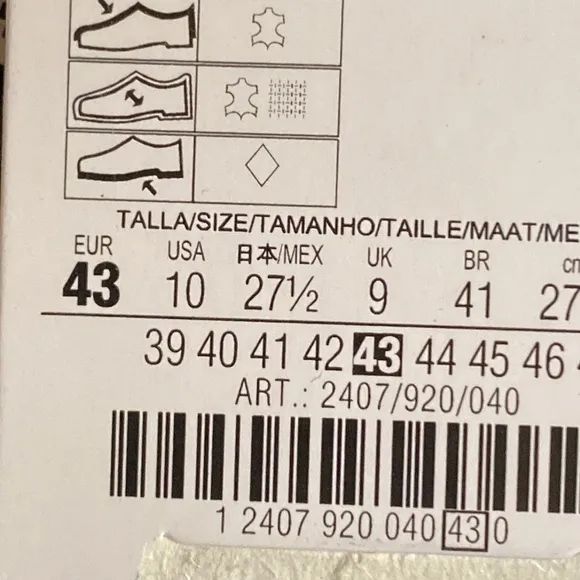 TALLA/SIZE/TAMANHO/TAILLE/MAAT/ME
EUR USA 日本/MEX UK BR
43 10 27½ 9 41 27
39 40 41 42 43 44 45 46
ART.: 2407/920/040
1 2407 920 040 43 0